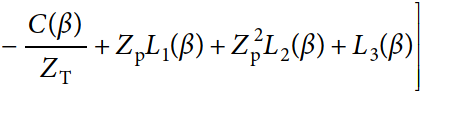 − C(β)/Z_T + Z_p L_1(β) + Z_p^2 L_2(β) + L_3(β)]